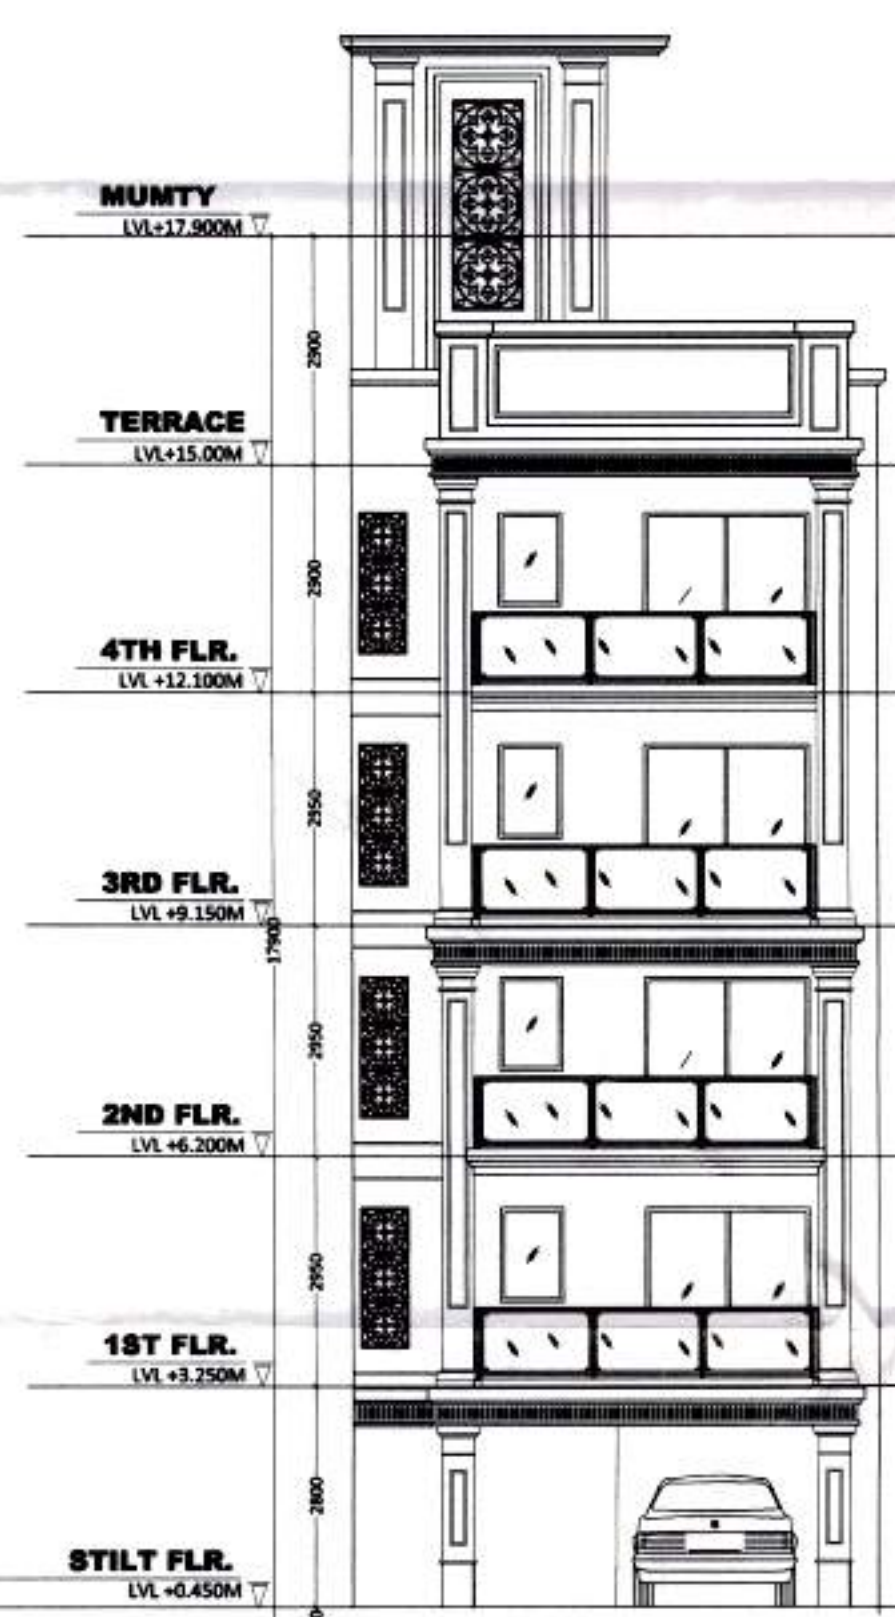 MUMTY
LVL+17.900M
2900
TERRACE
LVL+15.00M
2900
4TH FLR.
LVL +12.100M
2950
3RD FLR.
LVL +9.150M
17900
2950
2ND FLR.
LVL +6.200M
2950
1ST FLR.
LVL +3.250M
2800
STILT FLR.
LVL +0.450M